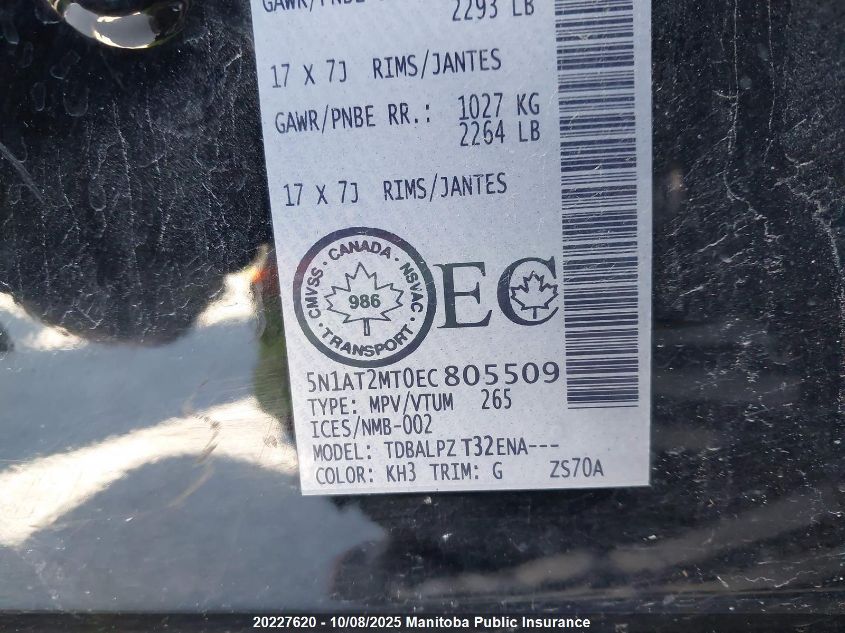 GAWR/PNBE
2293 LB
17 X 7J RIMS/JANTES
GAWR/PNBE RR.: 1027 KG
2264 LB
17 X 7J RIMS/JANTES
CMVSS · CANADA · NSVAC · TRANSPORT ·
986
EC
5N1AT2MT0EC805509
TYPE: MPV/VTUM 265
ICES/NMB-002
MODEL: TDBALPZ T32ENA---
COLOR: KH3 TRIM: G ZS70A
20227620 - 10/08/2025 Manitoba Public Insurance